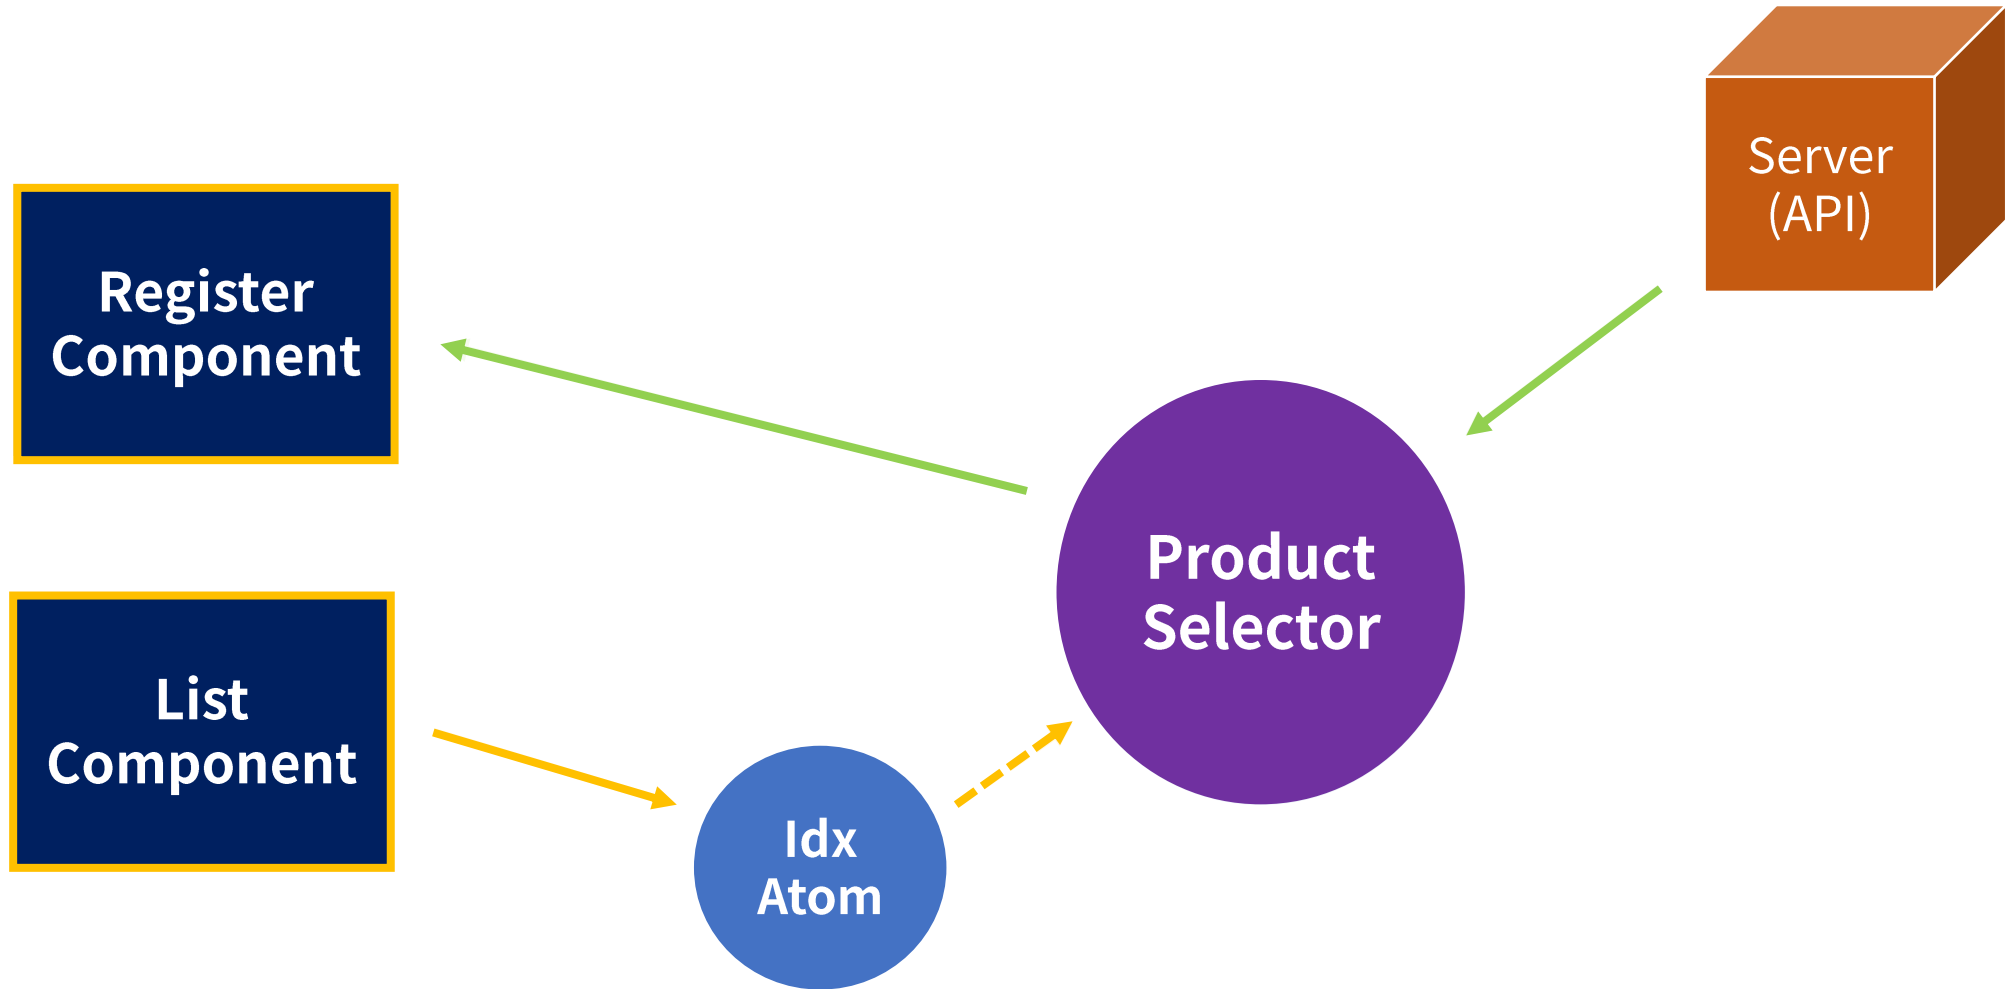 Server
(API)
Register
Component
Product
Selector
List
Component
Idx
Atom